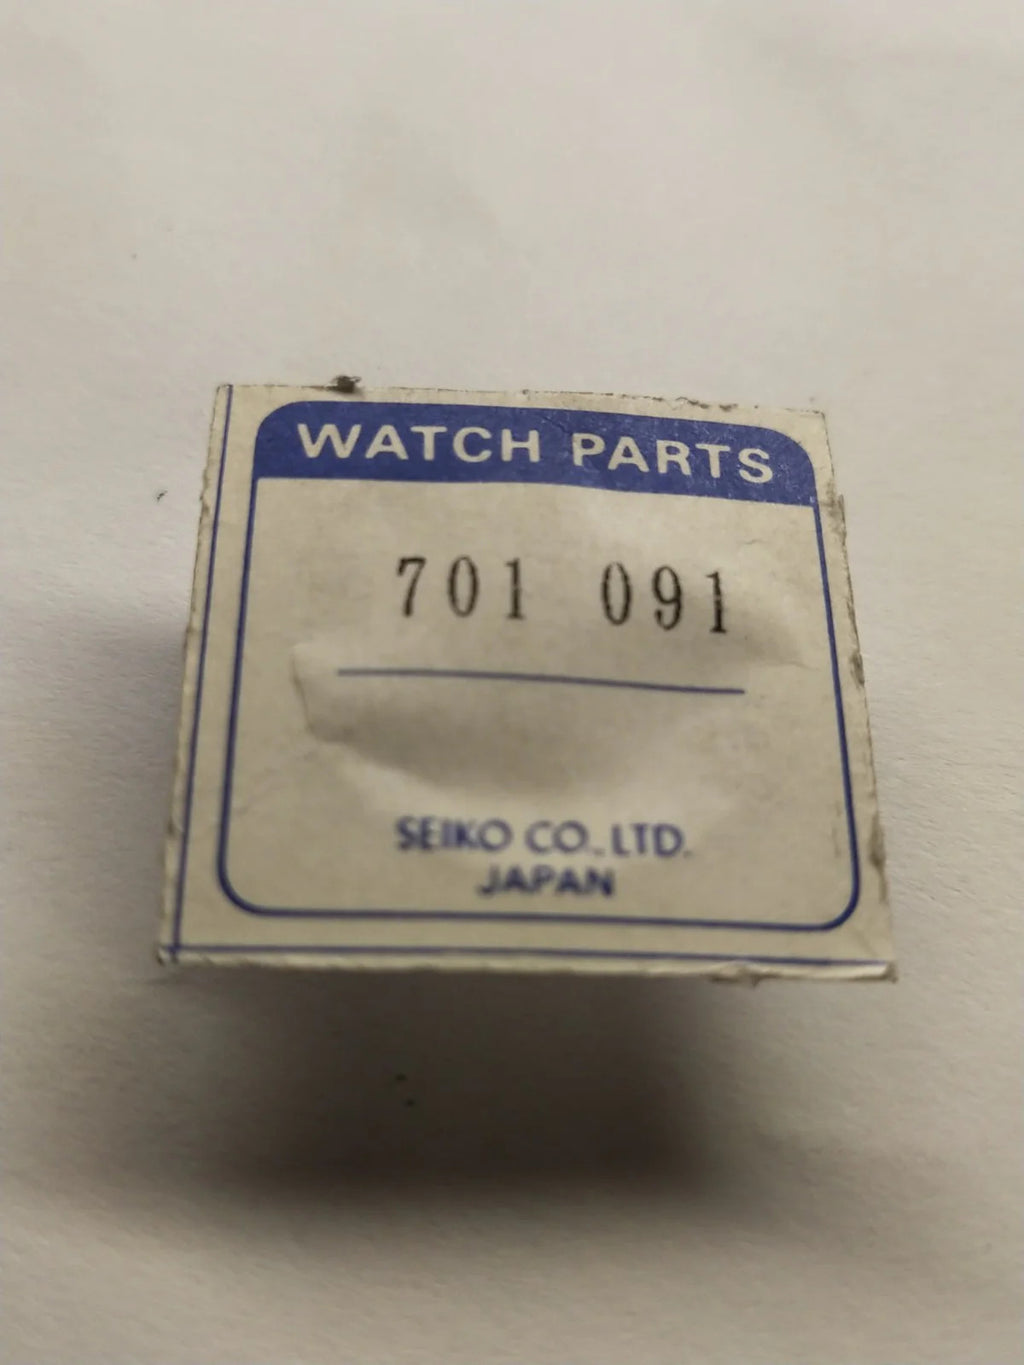 WATCH PARTS
701 091
SEIKO CO., LTD.
JAPAN